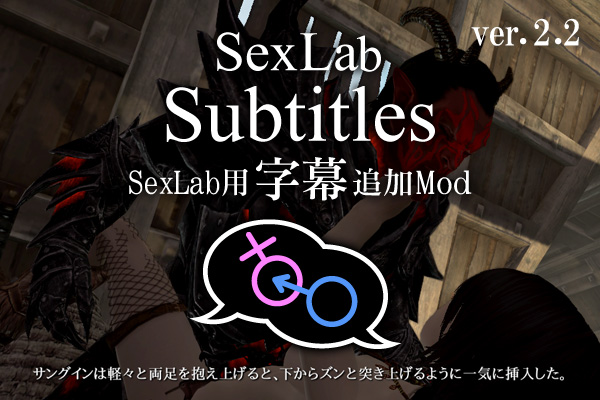 ver.2.2
SexLab
Subtitles
SexLab用字幕追加Mod
サングインは軽々と両足を抱え上げると、下からズンと突き上げるように一気に挿入した。